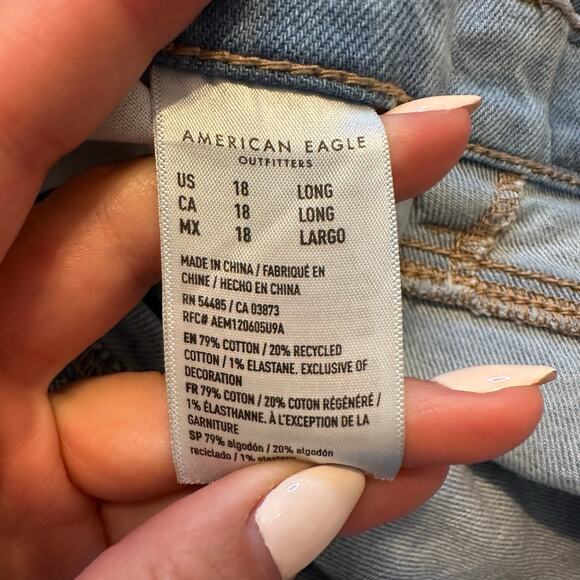 AMERICAN EAGLE
OUTFITTERS
US 18 LONG
CA 18 LONG
MX 18 LARGO
MADE IN CHINA / FABRIQUÉ EN
CHINE / HECHO EN CHINA
RN 54485 / CA 03873
RFC# AEM120605U9A
EN 79% COTTON / 20% RECYCLED
COTTON / 1% ELASTANE, EXCLUSIVE OF
DECORATION
FR 79% COTON / 20% COTON RÉGÉNÉRÉ /
1% ÉLASTHANNE, À L'EXCEPTION DE LA
GARNITURE
SP 79% algodón / 20% algodón
reciclado / 1%